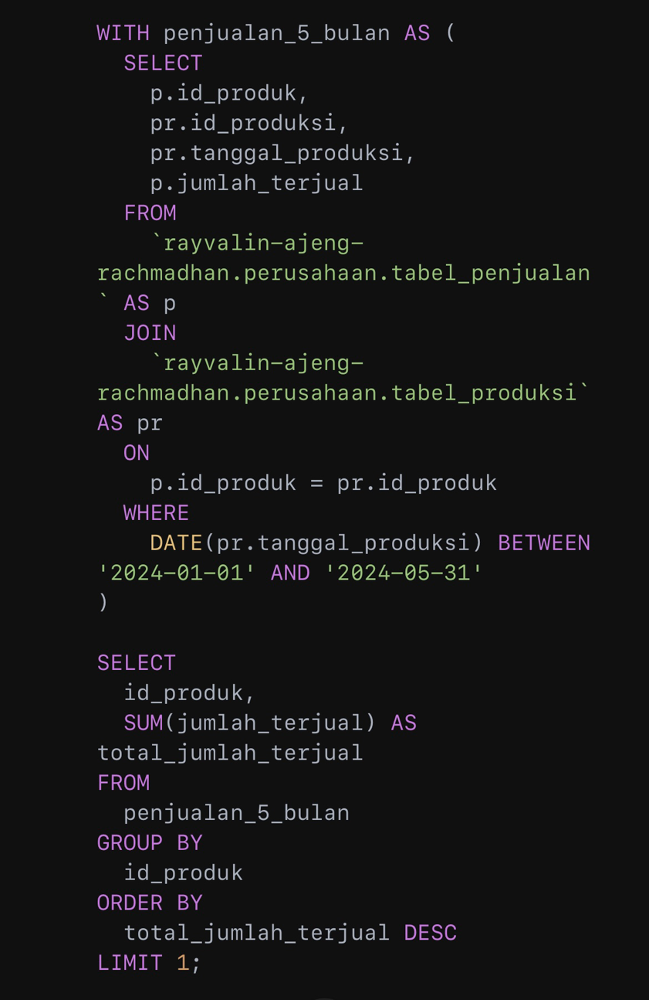 WITH penjualan_5_bulan AS (
  SELECT
    p.id_produk,
    pr.id_produksi,
    pr.tanggal_produksi,
    p.jumlah_terjual
  FROM
    `rayvalin-ajeng-
rachmadhan.perusahaan.tabel_penjualan
` AS p
  JOIN
    `rayvalin-ajeng-
rachmadhan.perusahaan.tabel_produksi`
AS pr
  ON
    p.id_produk = pr.id_produk
  WHERE
    DATE(pr.tanggal_produksi) BETWEEN
'2024-01-01' AND '2024-05-31'
)

SELECT
  id_produk,
  SUM(jumlah_terjual) AS
total_jumlah_terjual
FROM
  penjualan_5_bulan
GROUP BY
  id_produk
ORDER BY
  total_jumlah_terjual DESC
LIMIT 1;